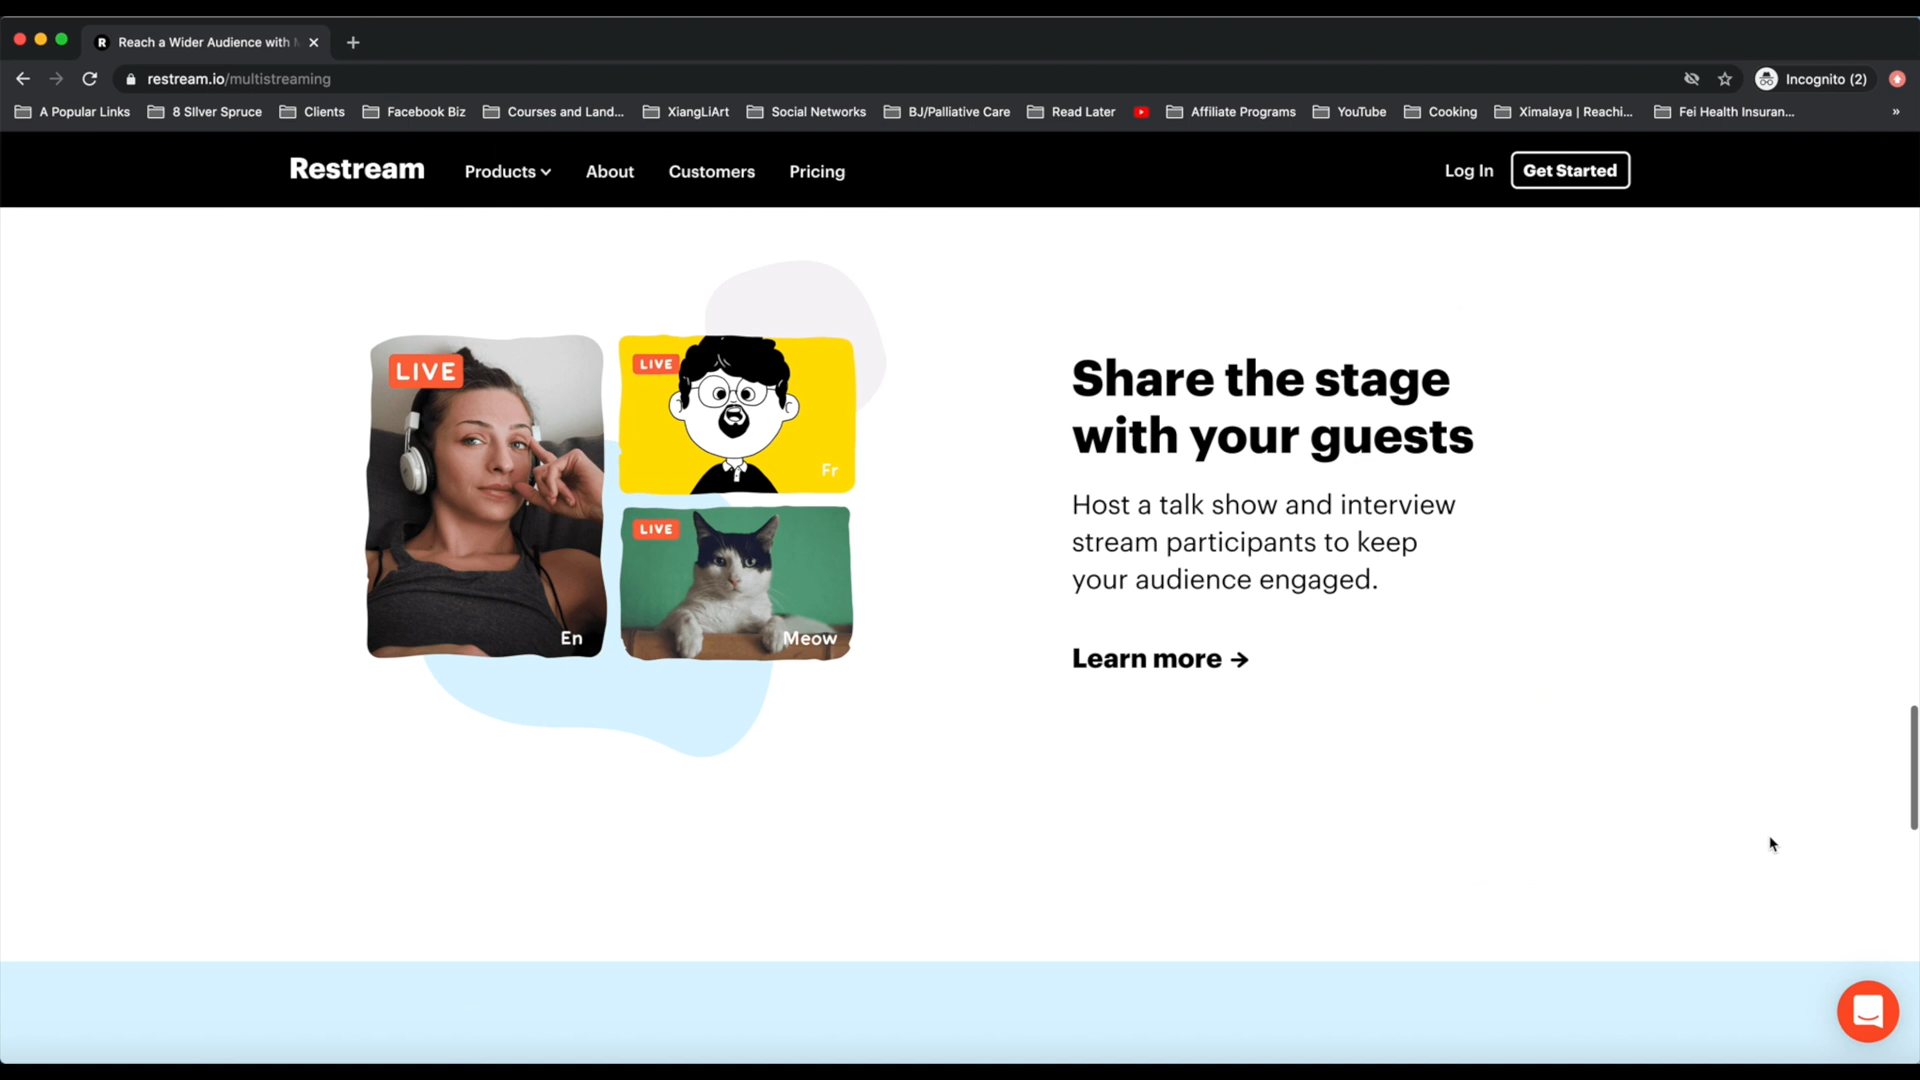 Reach a Wider Audience with
restream.io/multistreaming
Incognito (2)
A Popular Links
8 SIlver Spruce
Clients
Facebook Biz
Courses and Land...
XiangLiArt
Social Networks
BJ/Palliative Care
Read Later
Affiliate Programs
YouTube
Cooking
Ximalaya | Reachi...
Fei Health Insuran...
»
Restream
Products
About
Customers
Pricing
Log In
Get Started
LIVE
En
LIVE
Fr
LIVE
Meow
Share the stage
with your guests
Host a talk show and interview
stream participants to keep
your audience engaged.
Learn more →